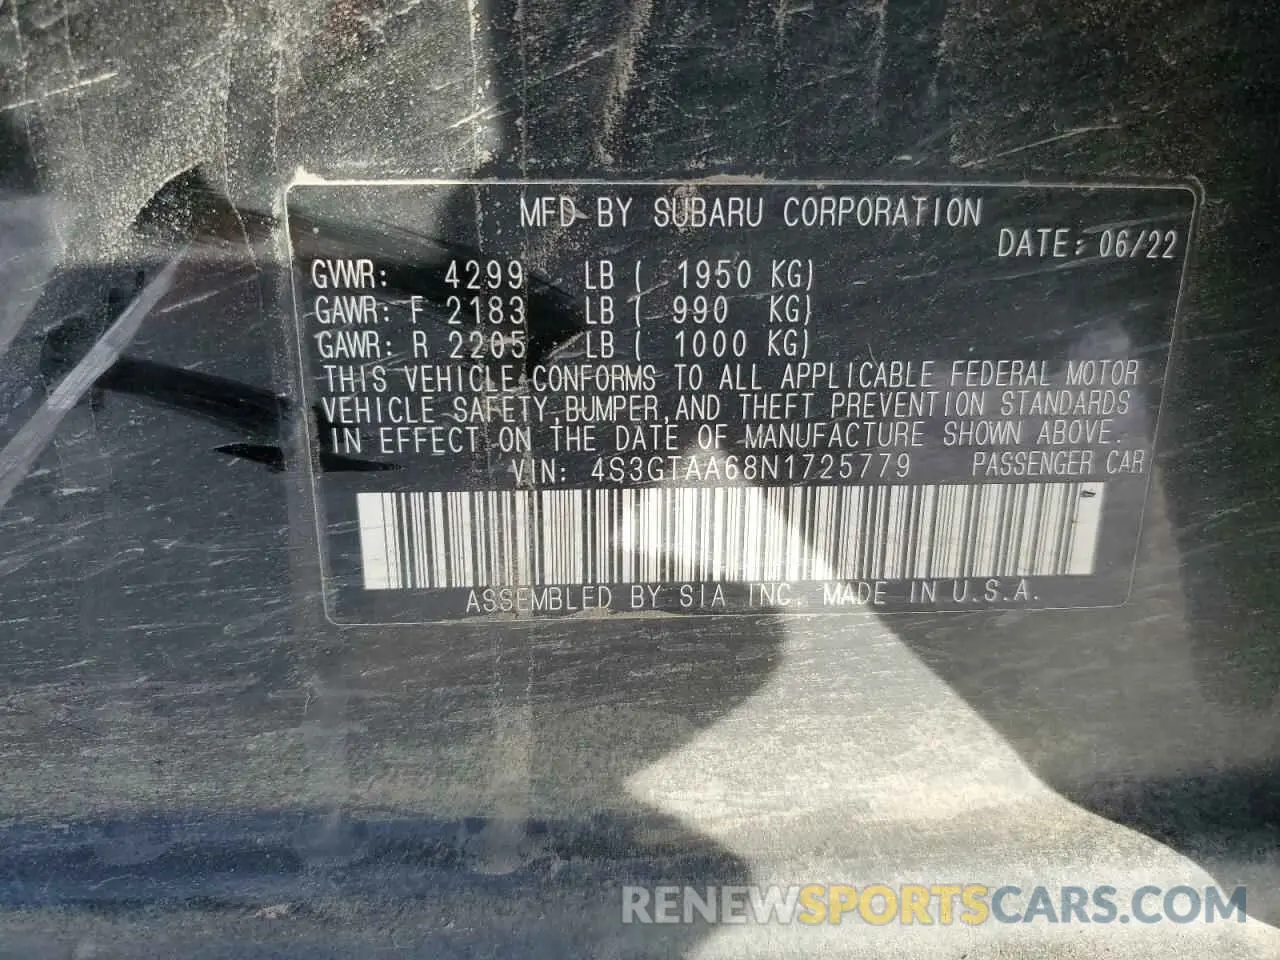 MFD BY SUBARU CORPORATION
DATE: 06/22
GVWR: 4299 LB ( 1950 KG)
GAWR: F 2183 LB ( 990 KG)
GAWR: R 2205 LB ( 1000 KG)
THIS VEHICLE CONFORMS TO ALL APPLICABLE FEDERAL MOTOR
VEHICLE SAFETY, BUMPER, AND THEFT PREVENTION STANDARDS
IN EFFECT ON THE DATE OF MANUFACTURE SHOWN ABOVE.
VIN: 4S3GTAA68N1725779 PASSENGER CAR
ASSEMBLED BY SIA INC. MADE IN U.S.A.
RENEWSPORTSCARS.COM